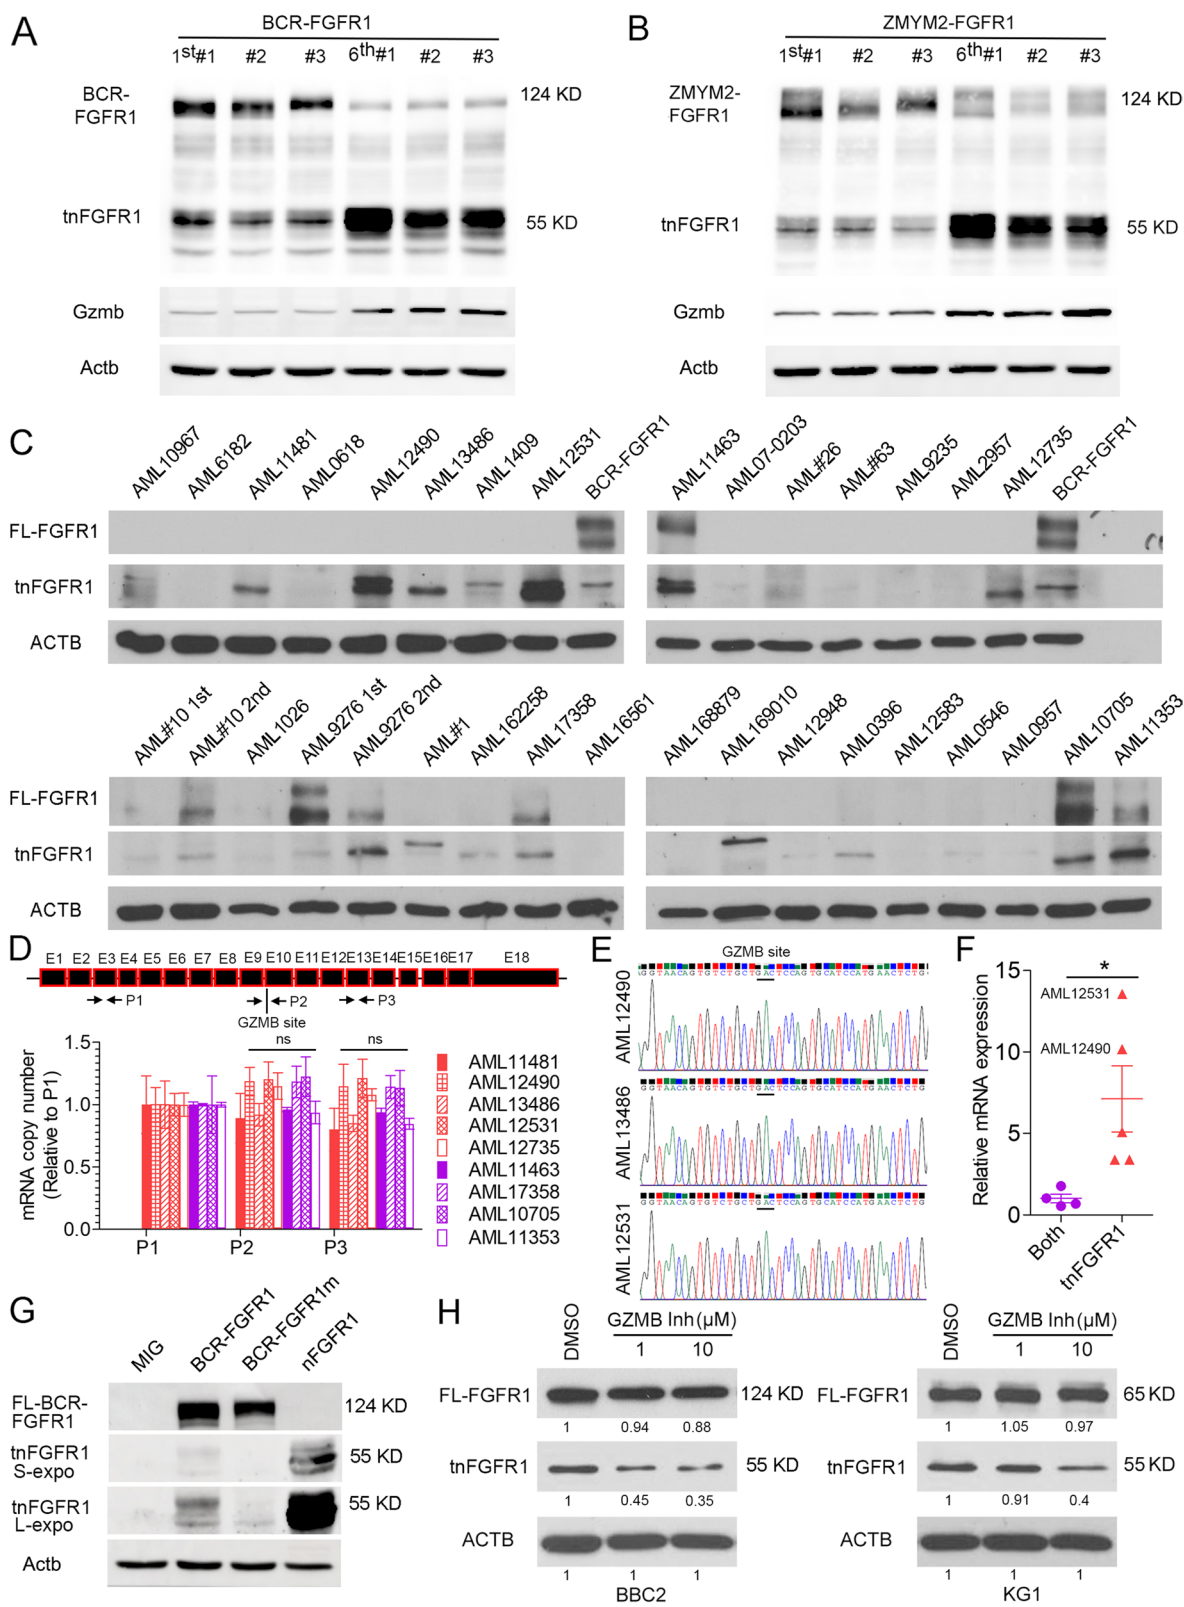 A
BCR-FGFR1
1st#1 #2 #3 6th#1 #2 #3
BCR-
FGFR1
124 KD
tnFGFR1
55 KD
Gzmb
Actb
B
ZMYM2-FGFR1
1st#1 #2 #3 6th#1 #2 #3
ZMYM2-
FGFR1
124 KD
tnFGFR1
55 KD
Gzmb
Actb
C
AML10967 AML6182 AML11481 AML0618 AML12490 AML13486 AML1409 AML12531 BCR-FGFR1
AML11463 AML07-0203 AML#26 AML#63 AML9235 AML2957 AML12735 BCR-FGFR1
FL-FGFR1
tnFGFR1
ACTB
AML#10 1st AML#10 2nd AML1026 AML9276 1st AML9276 2nd AML#1 AML162258 AML17358 AML16561
AML168879 AML169010 AML12948 AML0396 AML12583 AML0546 AML0957 AML10705 AML11353
FL-FGFR1
tnFGFR1
ACTB
D
E1 E2 E3 E4 E5 E6 E7 E8 E9 E10 E11 E12 E13 E14 E15 E16 E17 E18
P1 P2 P3
GZMB site
mRNA copy number
(Relative to P1)
1.5
1.0
0.5
0.0
ns ns
P1 P2 P3
AML11481
AML12490
AML13486
AML12531
AML12735
AML11463
AML17358
AML10705
AML11353
E
GZMB site
AML12490
AGGTAACAGTGTCTGCTGACTCCAGTGCATCCATGAACTCTG
AML13486
GGTAACAGTGTCTGCTGACTCCAGTGCATCCATGAACTCTG
AML12531
GGTAACAGTGTCTGCTGACTCCAGTGCATCCATGAACTCTG
F
Relative mRNA expression
15
10
5
0
*
AML12531
AML12490
Both
tnFGFR1
G
MIG BCR-FGFR1 BCR-FGFR1m nFGFR1
FL-BCR-
FGFR1
124 KD
tnFGFR1
S-expo
55 KD
tnFGFR1
L-expo
55 KD
Actb
H
DMSO
GZMB Inh(µM)
1 10
FL-FGFR1
124 KD
1 0.94 0.88
tnFGFR1
55 KD
1 0.45 0.35
ACTB
1 1 1
BBC2
DMSO
GZMB Inh(µM)
1 10
FL-FGFR1
65 KD
1 1.05 0.97
tnFGFR1
55 KD
1 0.91 0.4
ACTB
1 1 1
KG1